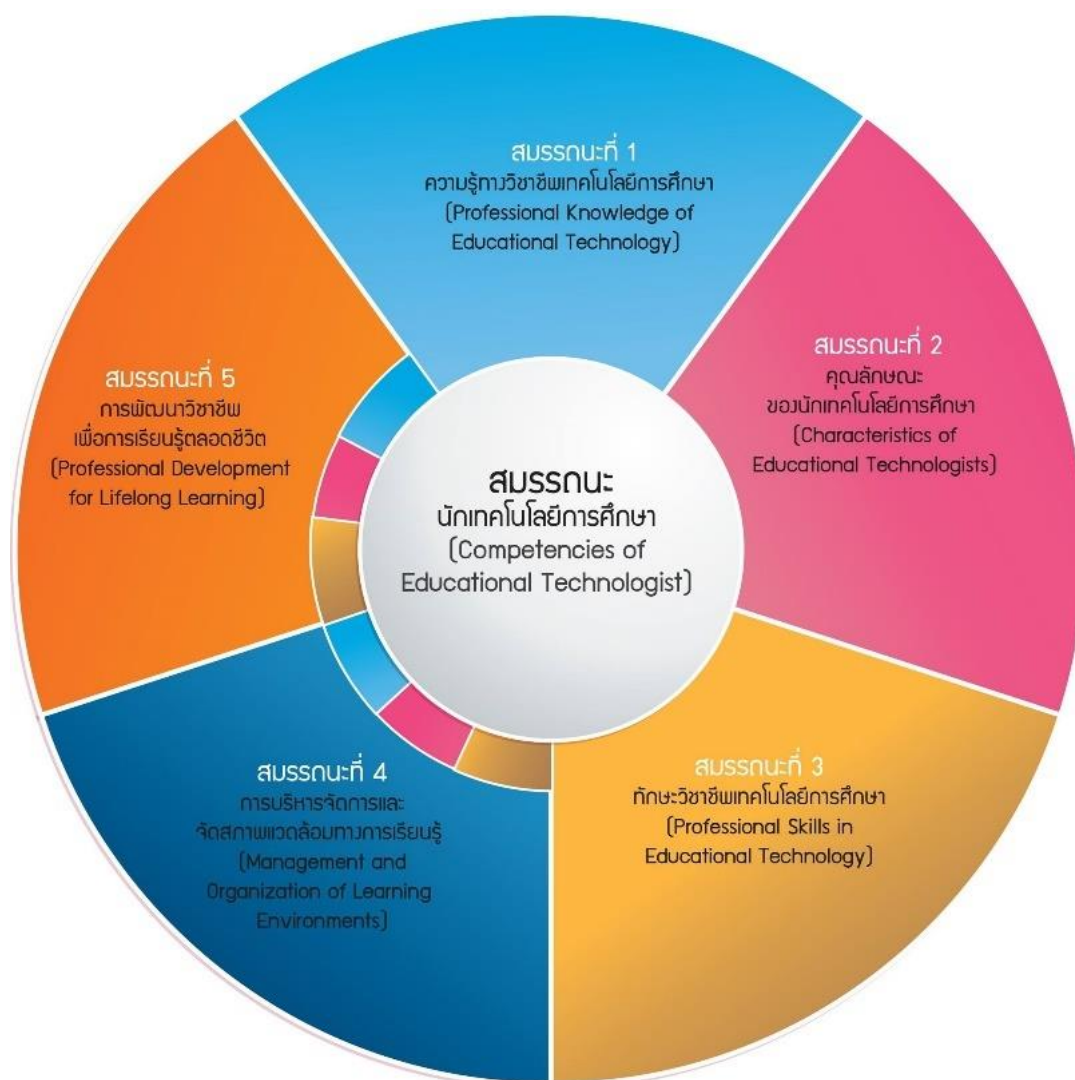 สมรรถนะที่ 1
ความรู้ทางวิชาชีพเทคโนโลยีการศึกษา
(Professional Knowledge of
Educational Technology)
สมรรถนะที่ 2
คุณลักษณะ
ของนักเทคโนโลยีการศึกษา
(Characteristics of
Educational Technologists)
สมรรถนะที่ 3
ทักษะวิชาชีพเทคโนโลยีการศึกษา
(Professional Skills in
Educational Technology)
สมรรถนะที่ 4
การบริหารจัดการและ
จัดสภาพแวดล้อมทางการเรียนรู้
(Management and
Organization of Learning
Environments)
สมรรถนะที่ 5
การพัฒนาวิชาชีพ
เพื่อการเรียนรู้ตลอดชีวิต
(Professional Development
for Lifelong Learning)
สมรรถนะ
นักเทคโนโลยีการศึกษา
(Competencies of
Educational Technologist)